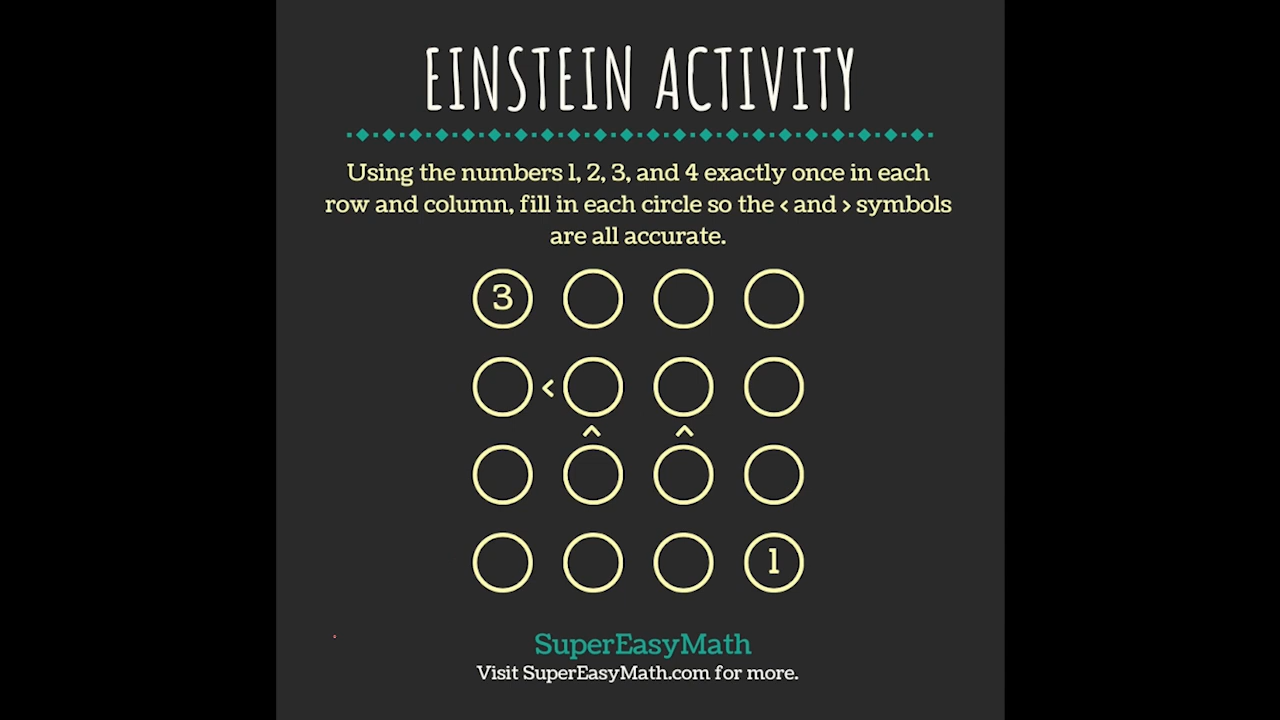 EINSTEIN ACTIVITY
Using the numbers 1, 2, 3, and 4 exactly once in each
row and column, fill in each circle so the < and > symbols
are all accurate.
3
<
^ ^
1
SuperEasyMath
Visit SuperEasyMath.com for more.